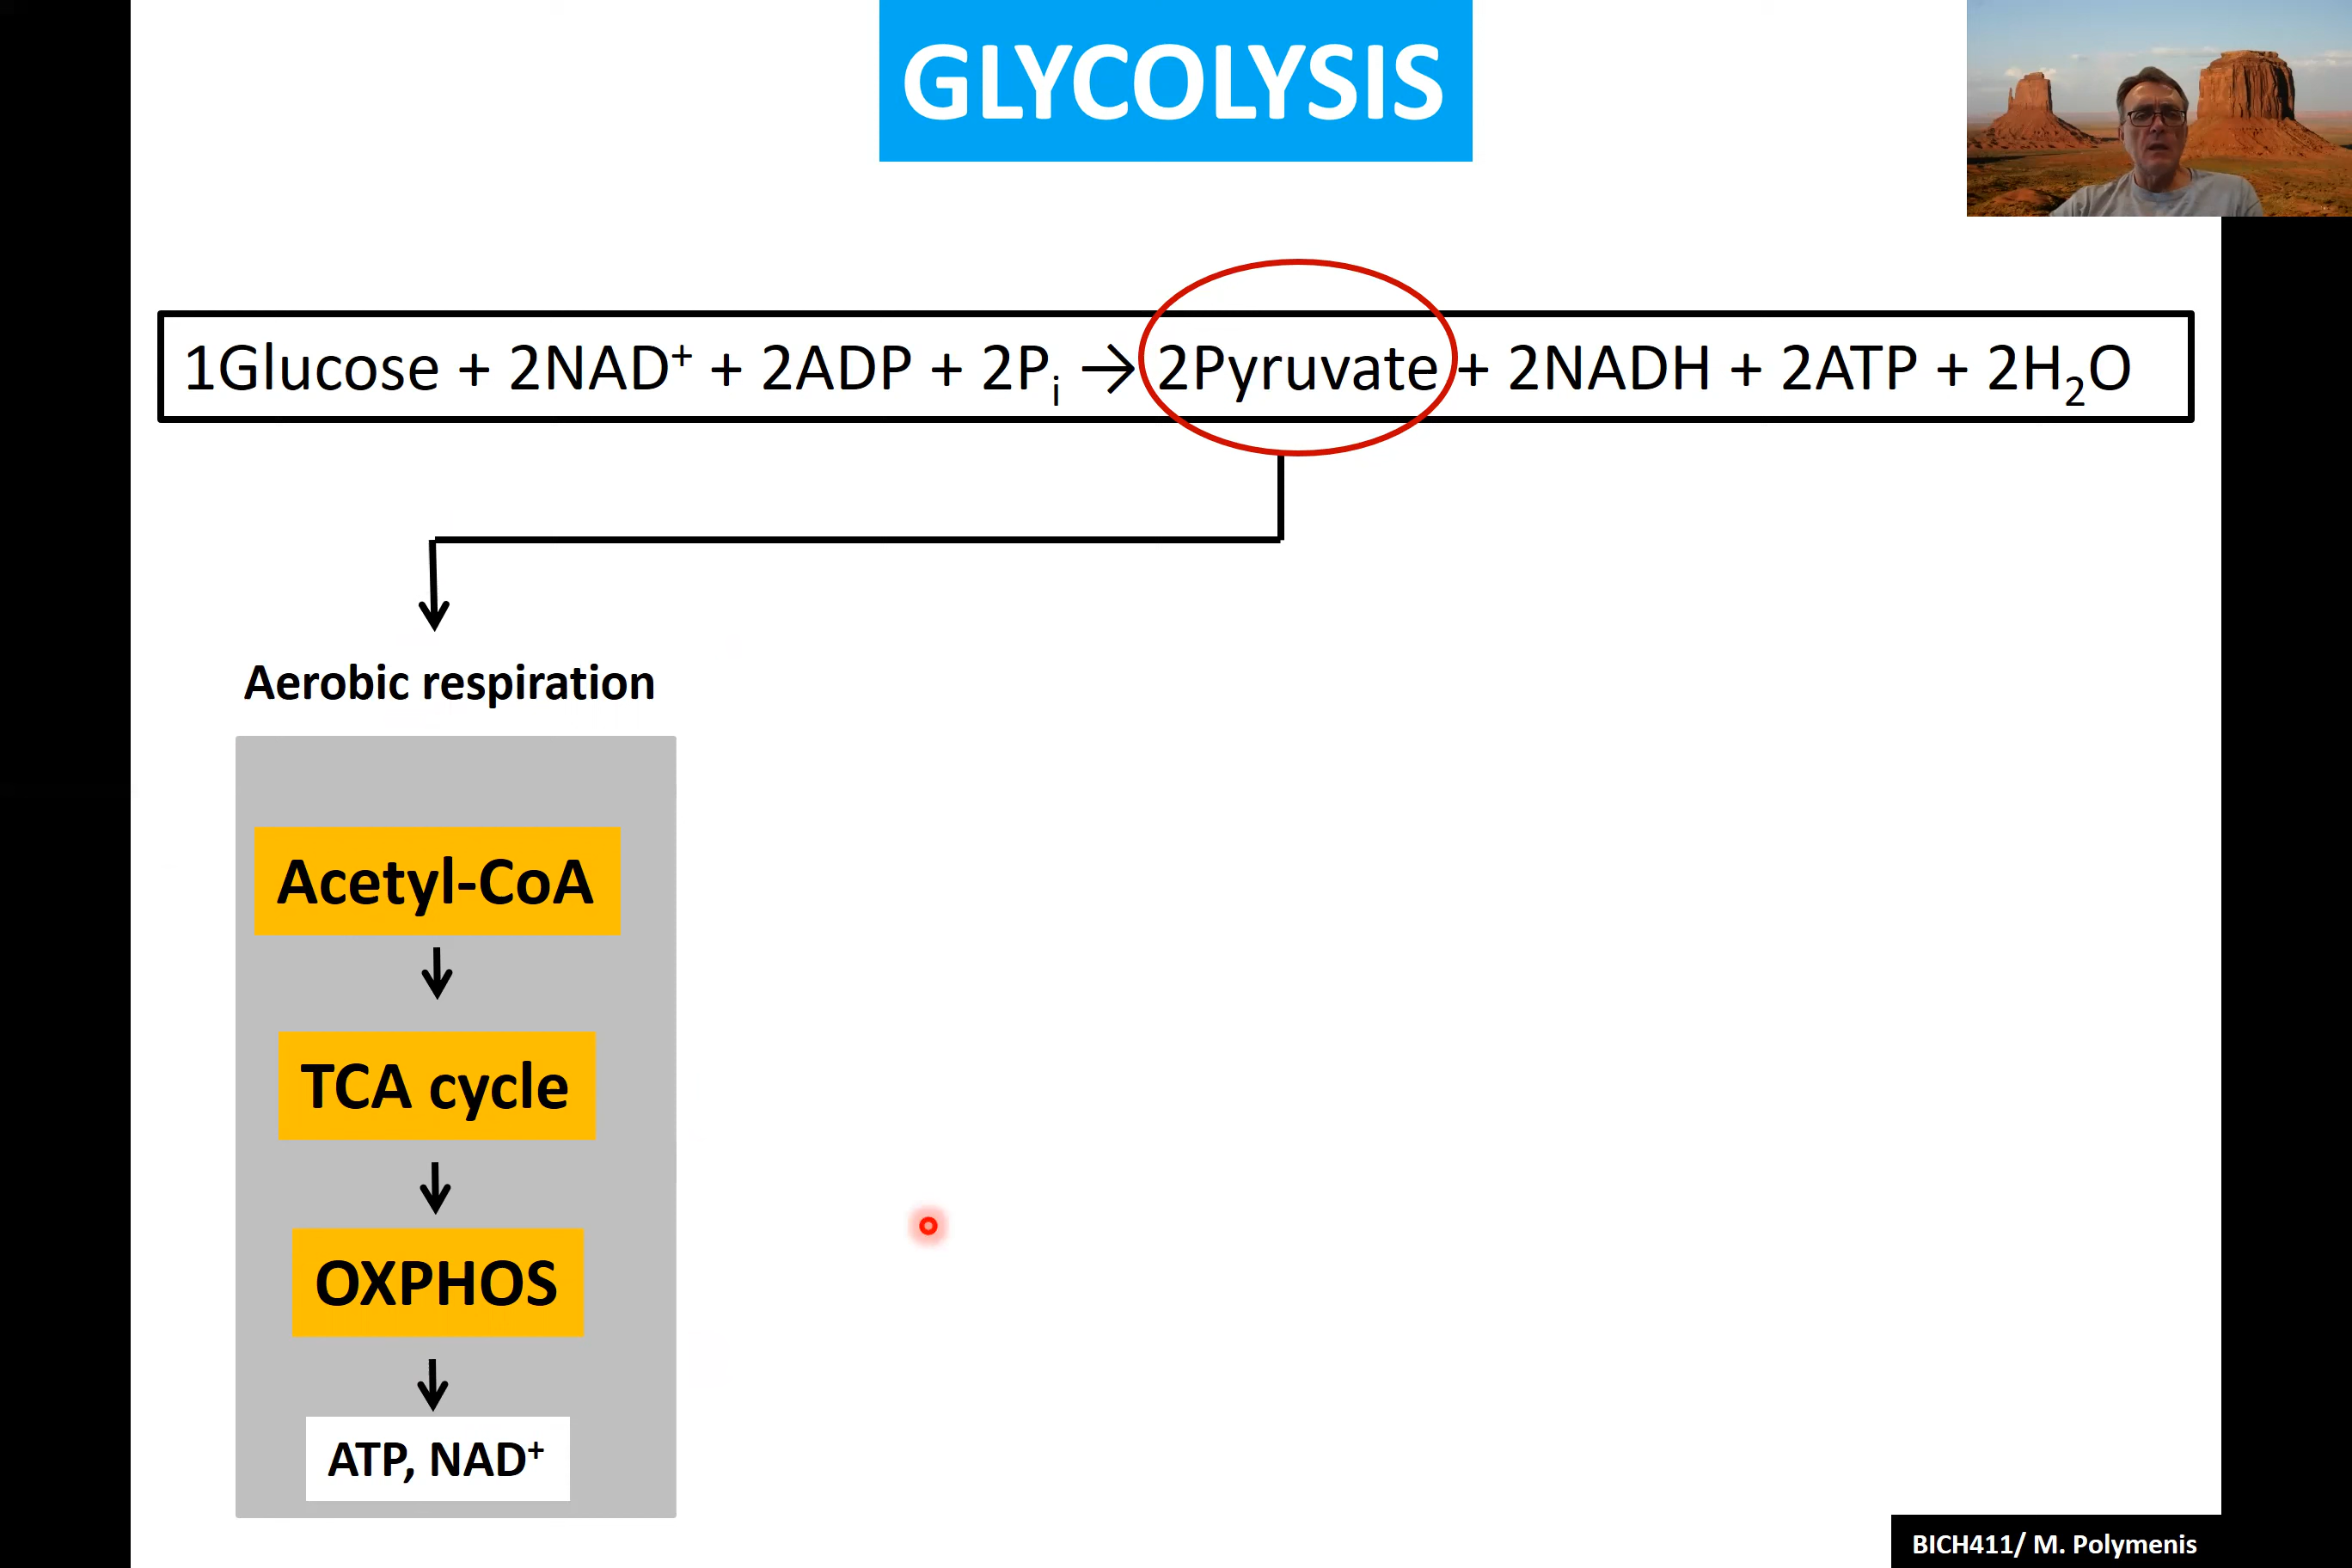 GLYCOLYSIS
1Glucose + 2NAD⁺ + 2ADP + 2Pᵢ → 2Pyruvate + 2NADH + 2ATP + 2H₂O
Aerobic respiration
Acetyl-CoA
TCA cycle
OXPHOS
ATP, NAD⁺
BICH411/ M. Polymenis